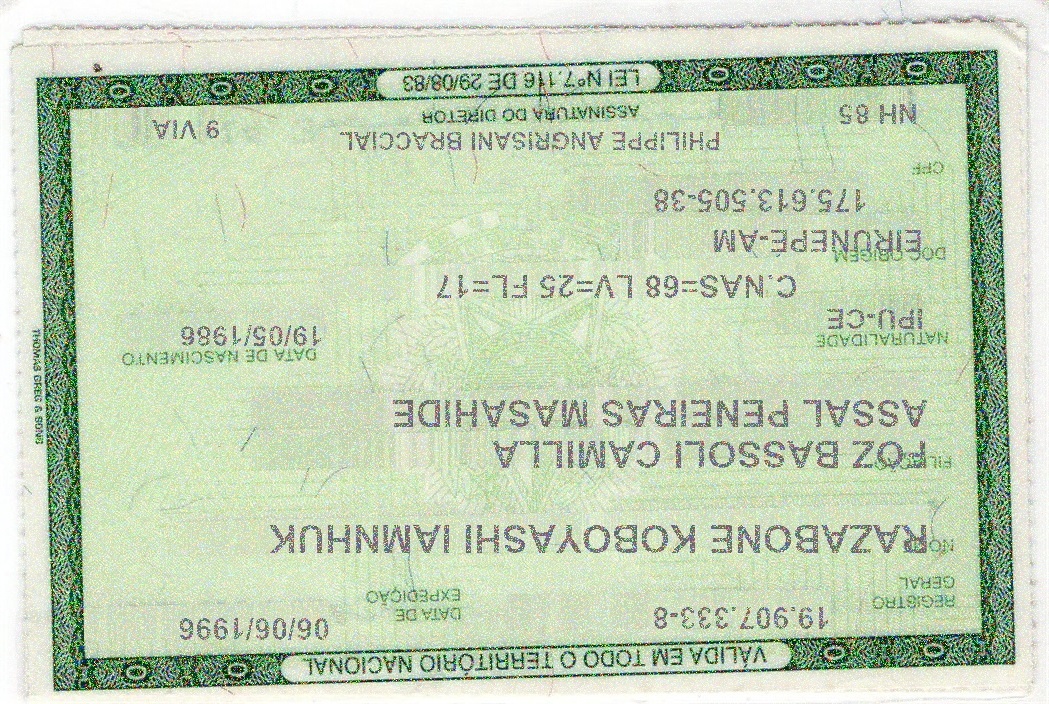 VÁLIDA EM TODO O TERRITÓRIO NACIONAL
REGISTRO GERAL 19.907.333-8 DATA DE EXPEDIÇÃO 06/06/1996
NOME RAZABONE KOBOYASHI IAMNHUK
FILIAÇÃO FOZ BASSOLI CAMILLA
ASSAL PENEIRAS MASAHIDE
NATURALIDADE IPU-CE DATA DE NASCIMENTO 19/05/1986
C.NAS=68 LV=25 FL=17
DOC ORIGEM EIRUNEPE-AM
CPF 175.613.505-38
PHILIPPE ANGRISANI BRACCIAL
NH 85 ASSINATURA DO DIRETOR 9 VIA
LEI Nº 7.116 DE 29/08/83
THOMAS GREG & SONS